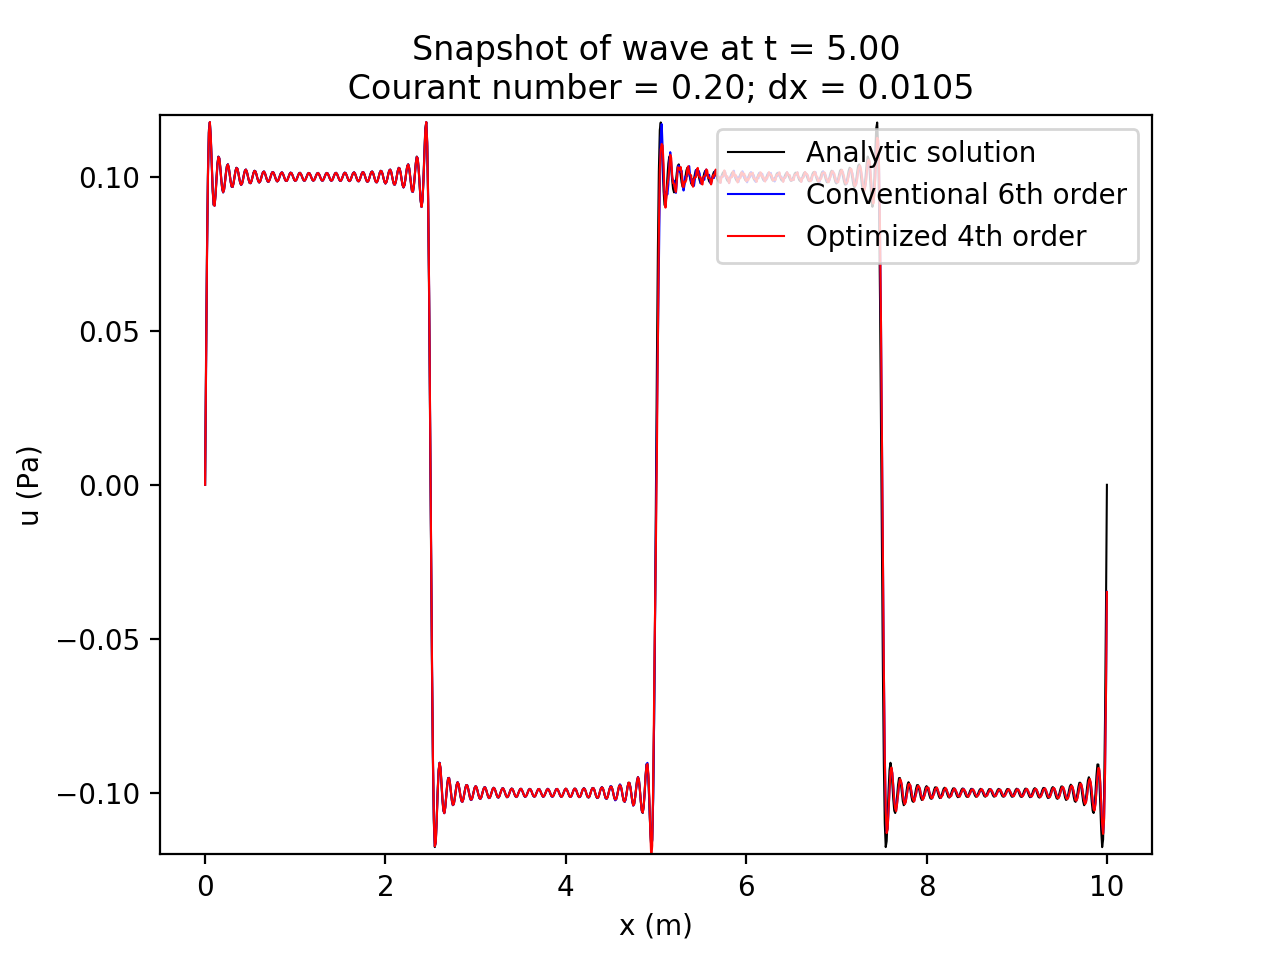 Snapshot of wave at t = 5.00
Courant number = 0.20; dx = 0.0105
Analytic solution
Conventional 6th order
Optimized 4th order
0.10
0.05
0.00
−0.05
−0.10
u (Pa)
0 2 4 6 8 10
x (m)